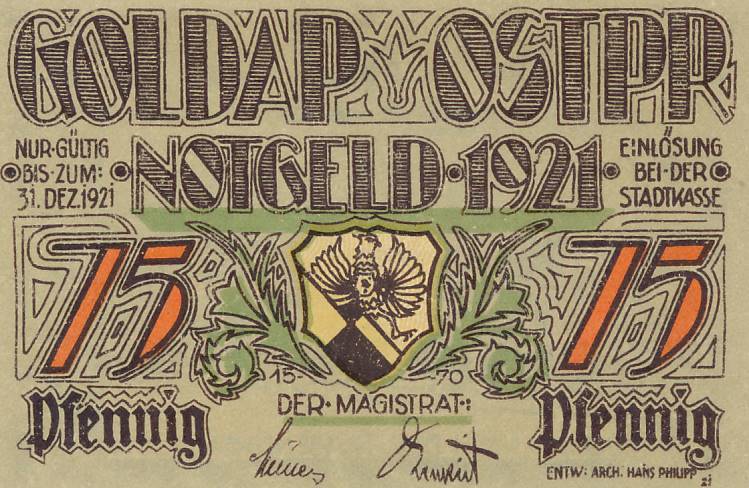 GOLDAP OSTPR
NUR·GÜLTIG
BIS·ZUM:
31. DEZ.1921
NOTGELD·1921
EINLÖSUNG
BEI·DER
STADTKASSE
75
75
15- -70
Pfennig
DER·MAGISTRAT:
Pfennig
ENTW: ARCH. HANS PHILIPP
21